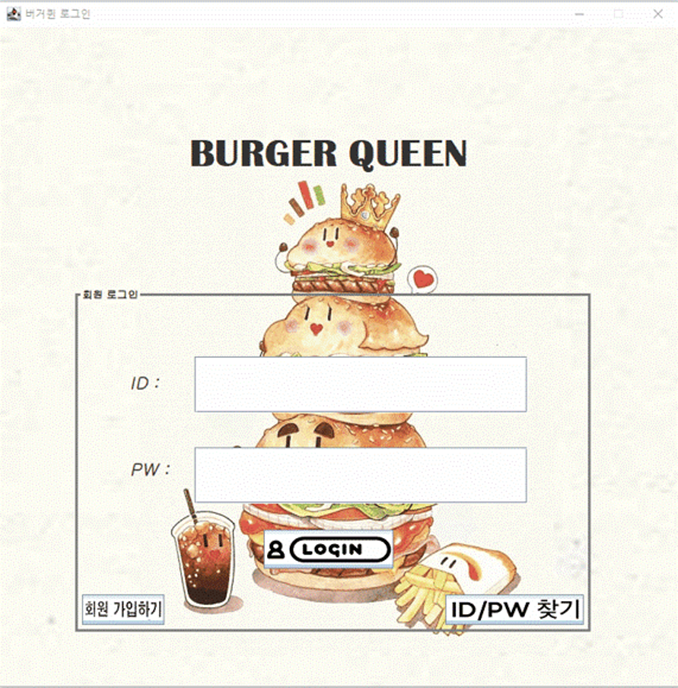 버거퀸 로그인
BURGER QUEEN
회원 로그인
ID :
PW :
LOGIN
회원 가입하기
ID/PW 찾기